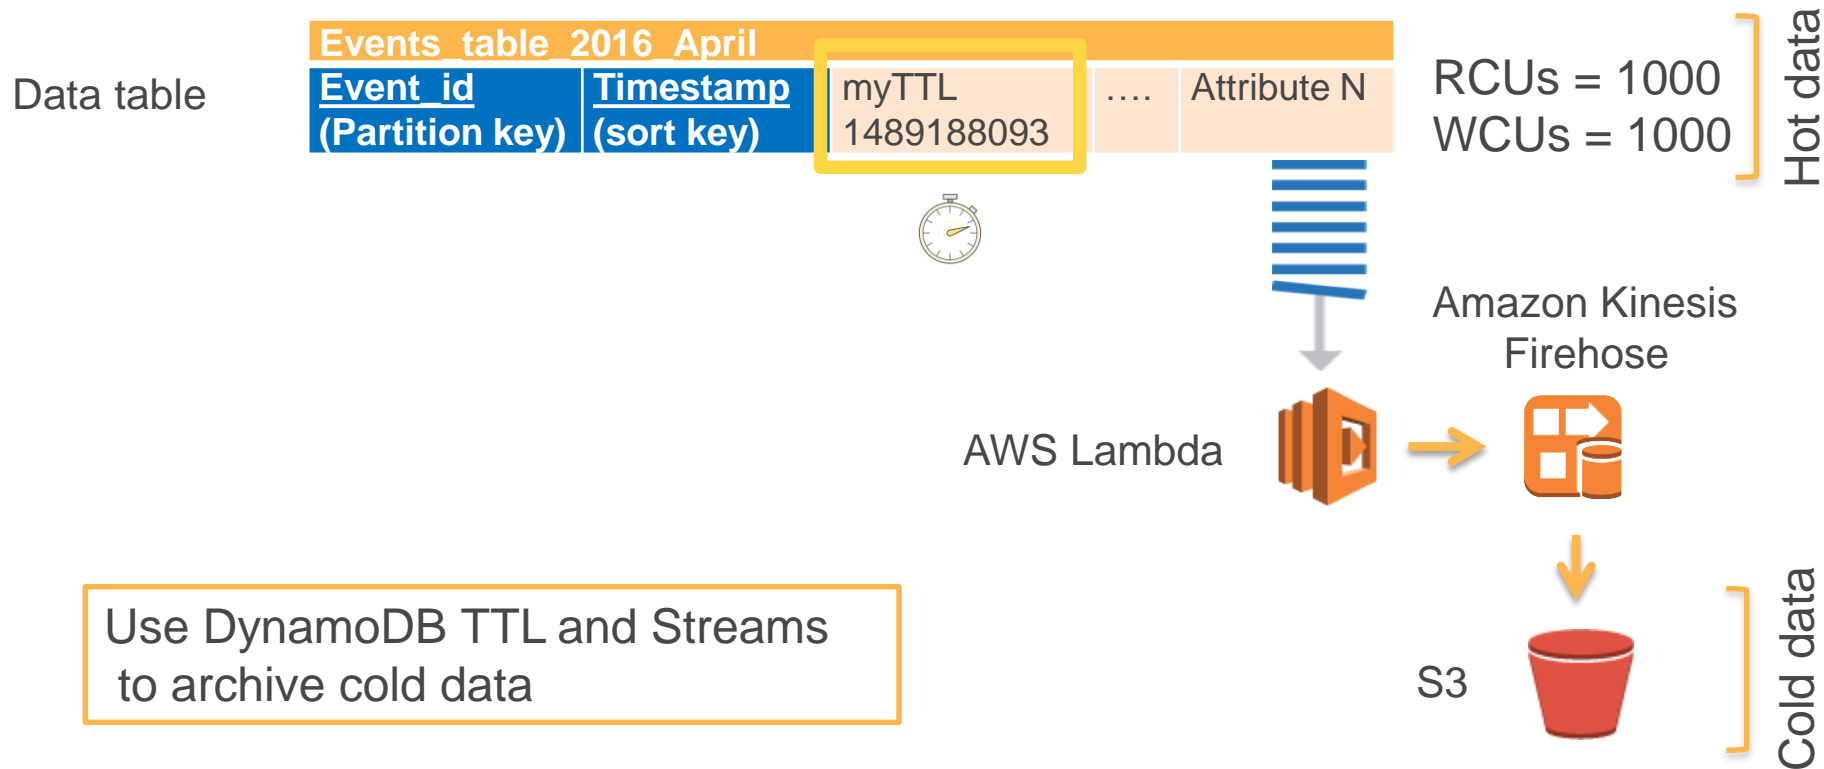 Events_table_2016_April
Data table
Event_id
(Partition key)
Timestamp
(sort key)
myTTL
1489188093
....
Attribute N
RCUs = 1000
WCUs = 1000
Hot data
Amazon Kinesis
Firehose
AWS Lambda
Use DynamoDB TTL and Streams
to archive cold data
S3
Cold data